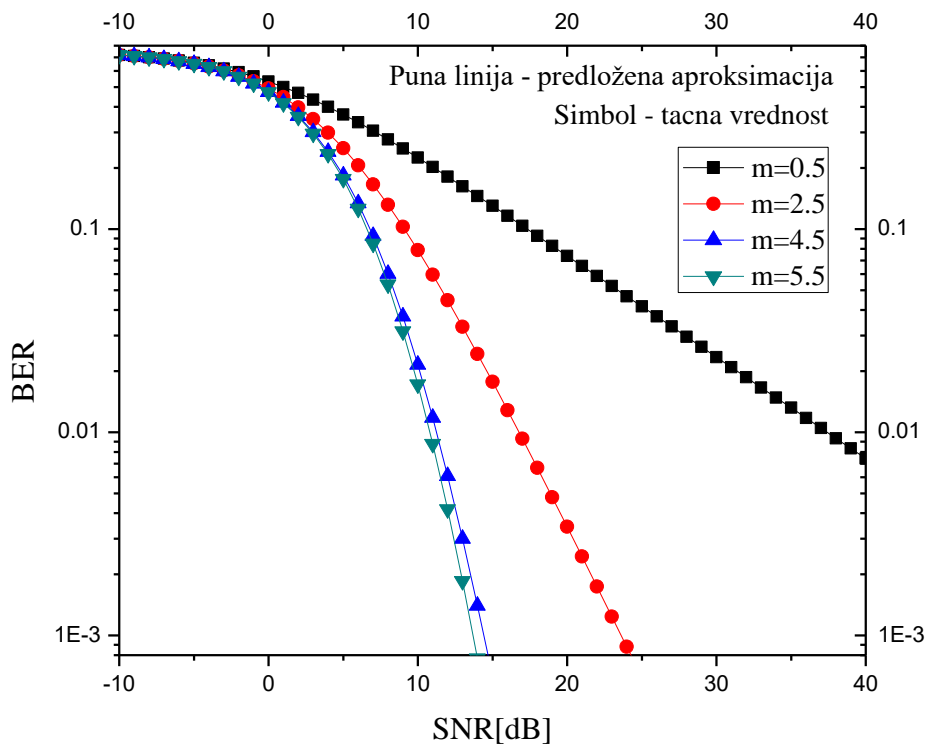 -10 0 10 20 30 40
Puna linija - predložena aproksimacija
Simbol - tacna vrednost
m=0.5
m=2.5
m=4.5
m=5.5
0.1 0.1
0.01 0.01
1E-3 1E-3
BER
-10 0 10 20 30 40
SNR[dB]